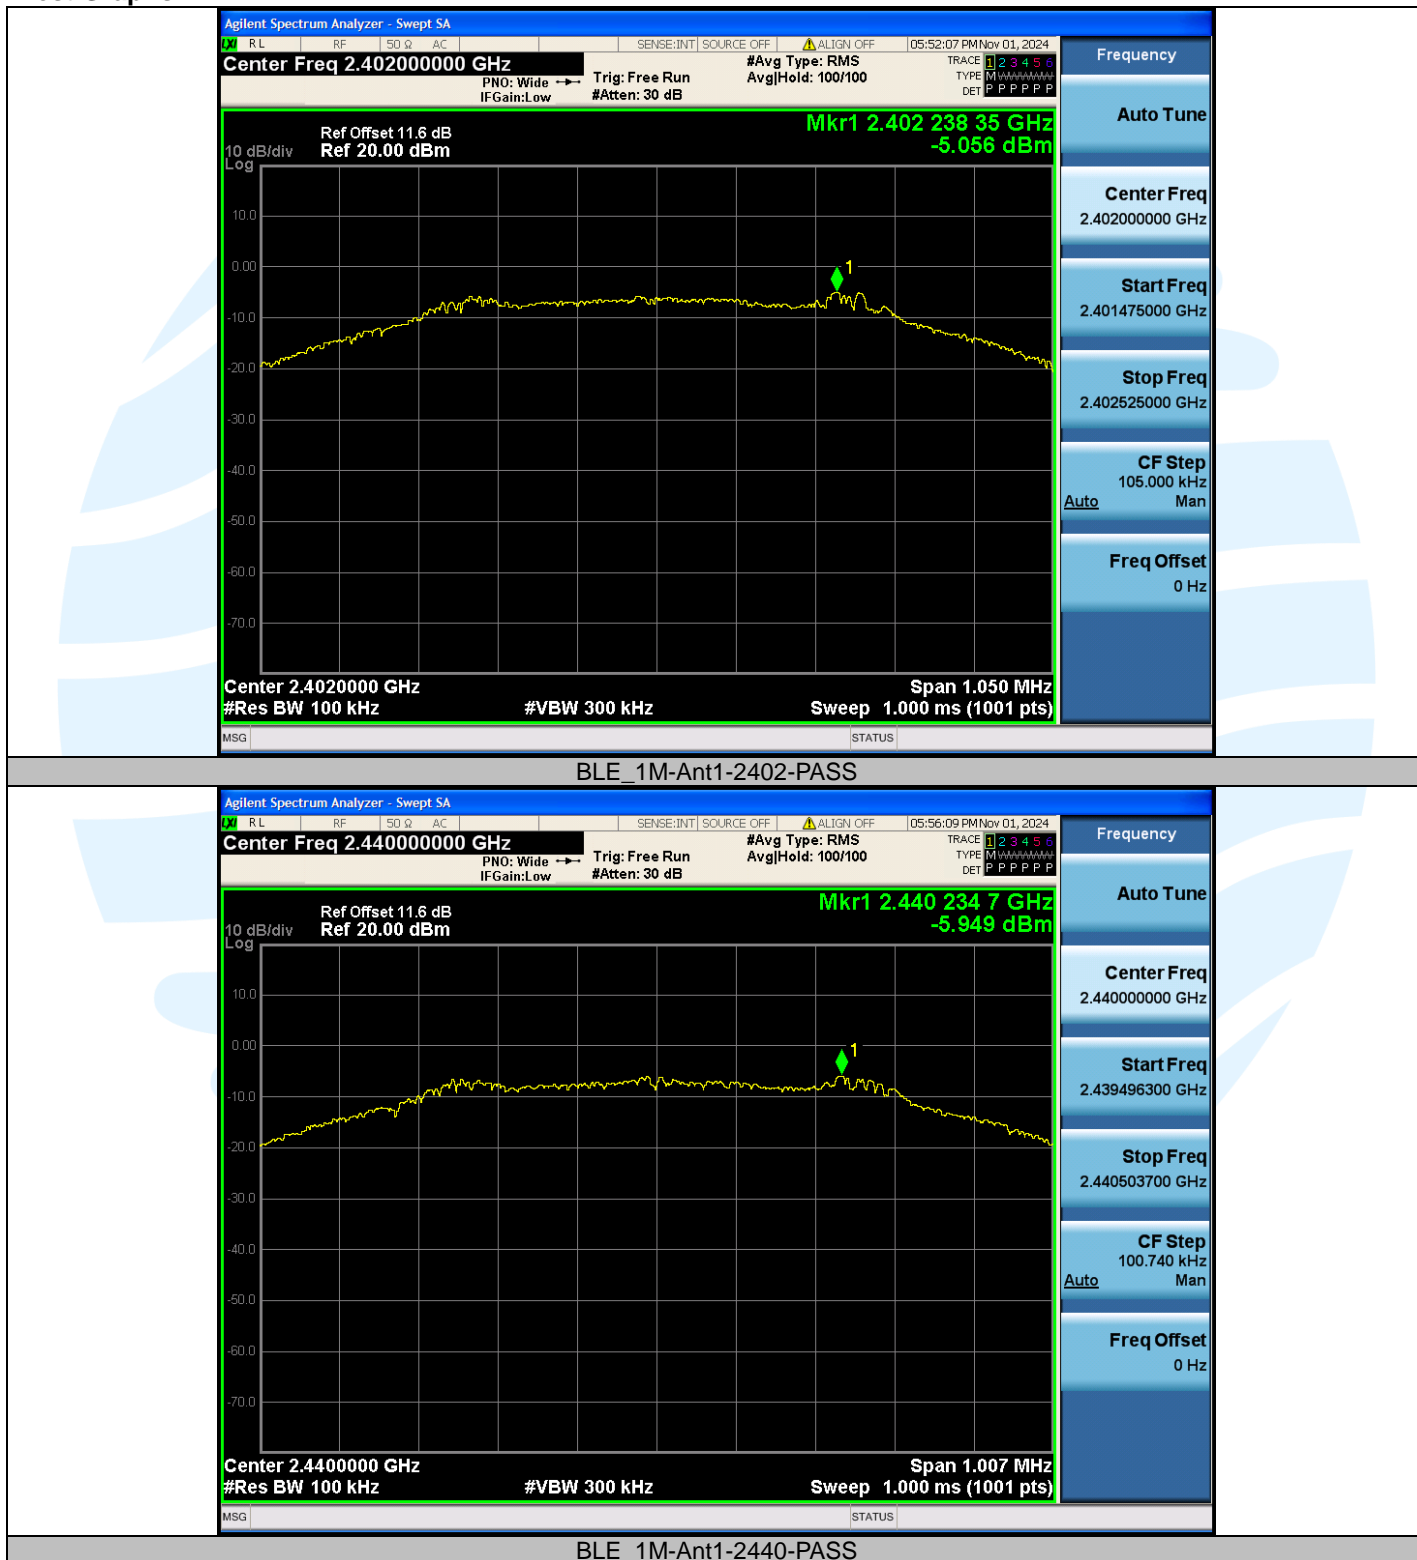 Agilent Spectrum Analyzer - Swept SA
LXI RL RF 50 Ω AC SENSE:INT SOURCE OFF ALIGN OFF 05:52:07 PM Nov 01, 2024
Center Freq 2.402000000 GHz
PNO: Wide
IFGain:Low
Trig: Free Run
#Atten: 30 dB
#Avg Type: RMS
Avg|Hold: 100/100
TRACE 1 2 3 4 5 6
TYPE M
DET P P P P P P
Frequency
Mkr1 2.402 238 35 GHz
-5.056 dBm
Ref Offset 11.6 dB
10 dB/div Ref 20.00 dBm
Log
10.0
0.00
-10.0
-20.0
-30.0
-40.0
-50.0
-60.0
-70.0
1
Auto Tune
Center Freq
2.402000000 GHz
Start Freq
2.401475000 GHz
Stop Freq
2.402525000 GHz
CF Step
105.000 kHz
Auto Man
Freq Offset
0 Hz
Center 2.4020000 GHz Span 1.050 MHz
#Res BW 100 kHz #VBW 300 kHz Sweep 1.000 ms (1001 pts)
MSG STATUS
BLE_1M-Ant1-2402-PASS
Agilent Spectrum Analyzer - Swept SA
LXI RL RF 50 Ω AC SENSE:INT SOURCE OFF ALIGN OFF 05:56:09 PM Nov 01, 2024
Center Freq 2.440000000 GHz
PNO: Wide
IFGain:Low
Trig: Free Run
#Atten: 30 dB
#Avg Type: RMS
Avg|Hold: 100/100
TRACE 1 2 3 4 5 6
TYPE M
DET P P P P P P
Frequency
Mkr1 2.440 234 7 GHz
-5.949 dBm
Ref Offset 11.6 dB
10 dB/div Ref 20.00 dBm
Log
10.0
0.00
-10.0
-20.0
-30.0
-40.0
-50.0
-60.0
-70.0
1
Auto Tune
Center Freq
2.440000000 GHz
Start Freq
2.439496300 GHz
Stop Freq
2.440503700 GHz
CF Step
100.740 kHz
Auto Man
Freq Offset
0 Hz
Center 2.4400000 GHz Span 1.007 MHz
#Res BW 100 kHz #VBW 300 kHz Sweep 1.000 ms (1001 pts)
MSG STATUS
BLE_1M-Ant1-2440-PASS